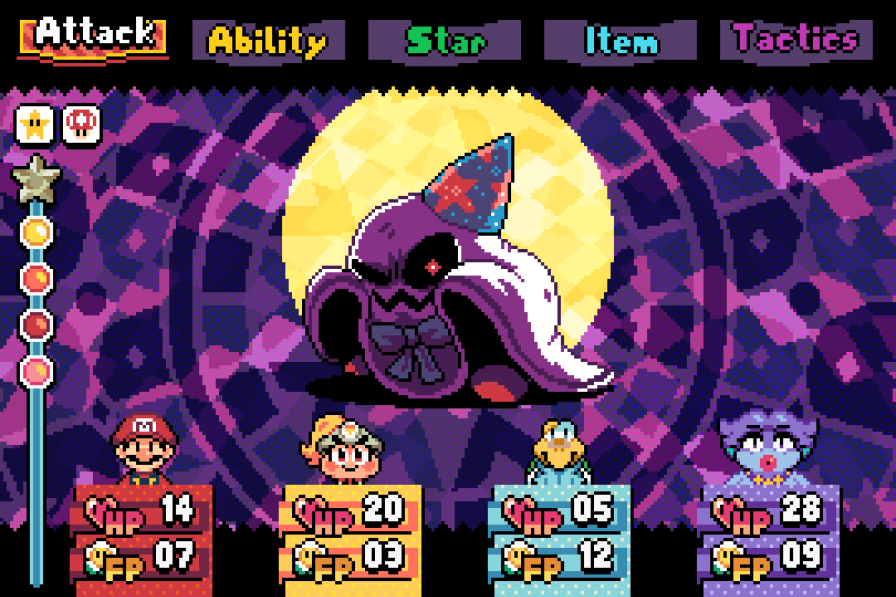 Attack Ability Star Item Tactics
M
HP 14 HP 20 HP 05 HP 28
FP 07 FP 03 FP 12 FP 09